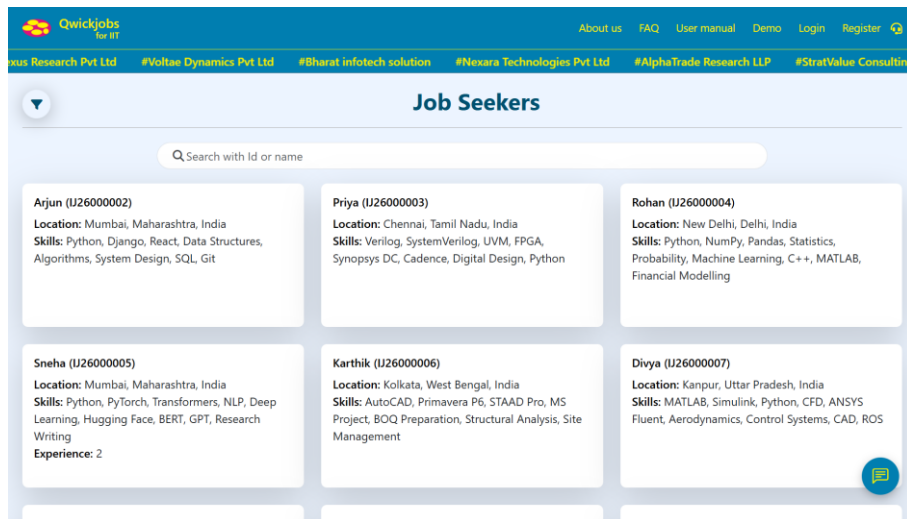 Qwickjobs
for IIT
About us FAQ User manual Demo Login Register
xus Research Pvt Ltd #Voltae Dynamics Pvt Ltd #Bharat infotech solution #Nexara Technologies Pvt Ltd #AlphaTrade Research LLP #StratValue Consultin
Job Seekers
Search with Id or name
Arjun (IJ26000002)
Location: Mumbai, Maharashtra, India
Skills: Python, Django, React, Data Structures,
Algorithms, System Design, SQL, Git
Priya (IJ26000003)
Location: Chennai, Tamil Nadu, India
Skills: Verilog, SystemVerilog, UVM, FPGA,
Synopsys DC, Cadence, Digital Design, Python
Rohan (IJ26000004)
Location: New Delhi, Delhi, India
Skills: Python, NumPy, Pandas, Statistics,
Probability, Machine Learning, C++, MATLAB,
Financial Modelling
Sneha (IJ26000005)
Location: Mumbai, Maharashtra, India
Skills: Python, PyTorch, Transformers, NLP, Deep
Learning, Hugging Face, BERT, GPT, Research
Writing
Experience: 2
Karthik (IJ26000006)
Location: Kolkata, West Bengal, India
Skills: AutoCAD, Primavera P6, STAAD Pro, MS
Project, BOQ Preparation, Structural Analysis, Site
Management
Divya (IJ26000007)
Location: Kanpur, Uttar Pradesh, India
Skills: MATLAB, Simulink, Python, CFD, ANSYS
Fluent, Aerodynamics, Control Systems, CAD, ROS